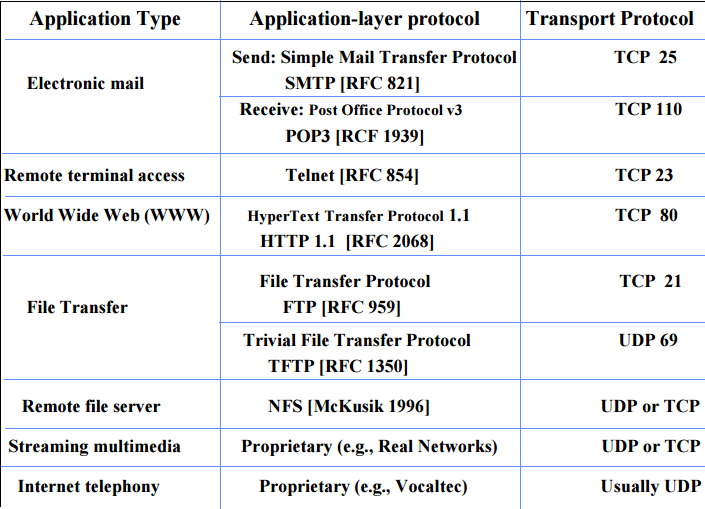 Application Type Application-layer protocol Transport Protocol
Send: Simple Mail Transfer Protocol TCP 25
Electronic mail SMTP [RFC 821]
Receive: Post Office Protocol v3 TCP 110
POP3 [RCF 1939]
Remote terminal access Telnet [RFC 854] TCP 23
World Wide Web (WWW) HyperText Transfer Protocol 1.1 TCP 80
HTTP 1.1 [RFC 2068]
File Transfer Protocol TCP 21
File Transfer FTP [RFC 959]
Trivial File Transfer Protocol UDP 69
TFTP [RFC 1350]
Remote file server NFS [McKusik 1996] UDP or TCP
Streaming multimedia Proprietary (e.g., Real Networks) UDP or TCP
Internet telephony Proprietary (e.g., Vocaltec) Usually UDP